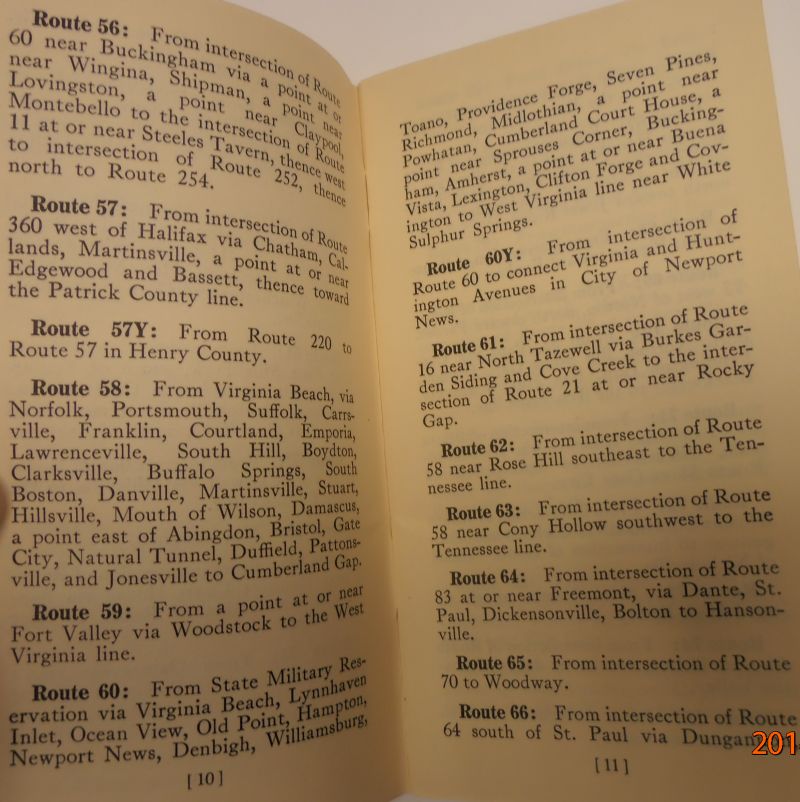 Route 56: From intersection of Route
60 near Buckingham via a point at or
near Wingina, Shipman, a point near
Lovingston, a point near Claypool,
Montebello to the intersection of Route
11 at or near Steeles Tavern, thence west
to intersection of Route 252, thence
north to Route 254.
Route 57: From intersection of Route
360 west of Halifax via Chatham, Cal-
lands, Martinsville, a point at or near
Edgewood and Bassett, thence toward
the Patrick County line.
Route 57Y: From Route 220 to
Route 57 in Henry County.
Route 58: From Virginia Beach, via
Norfolk, Portsmouth, Suffolk, Carrs-
ville, Franklin, Courtland, Emporia,
Lawrenceville, South Hill, Boydton,
Clarksville, Buffalo Springs, South
Boston, Danville, Martinsville, Stuart,
Hillsville, Mouth of Wilson, Damascus,
a point east of Abingdon, Bristol, Gate
City, Natural Tunnel, Duffield, Pattons-
ville, and Jonesville to Cumberland Gap.
Route 59: From a point at or near
Fort Valley via Woodstock to the West
Virginia line.
Route 60: From State Military Res-
ervation via Virginia Beach, Lynnhaven
Inlet, Ocean View, Old Point, Hampton,
Newport News, Denbigh, Williamsburg,
[ 10 ]
Toano, Providence Forge, Seven Pines,
Richmond, Midlothian, a point near
Powhatan, Cumberland Court House, a
point near Sprouses Corner, Bucking-
ham, Amherst, a point at or near Buena
Vista, Lexington, Clifton Forge and Cov-
ington to West Virginia line near White
Sulphur Springs.
Route 60Y: From intersection of
Route 60 to connect Virginia and Hunt-
ington Avenues in City of Newport
News.
Route 61: From intersection of Route
16 near North Tazewell via Burkes Gar-
den Siding and Cove Creek to the inter-
section of Route 21 at or near Rocky
Gap.
Route 62: From intersection of Route
58 near Rose Hill southeast to the Ten-
nessee line.
Route 63: From intersection of Route
58 near Cony Hollow southwest to the
Tennessee line.
Route 64: From intersection of Route
83 at or near Freemont, via Dante, St.
Paul, Dickensonville, Bolton to Hanson-
ville.
Route 65: From intersection of Route
70 to Woodway.
Route 66: From intersection of Route
64 south of St. Paul via
201
[ 11 ]